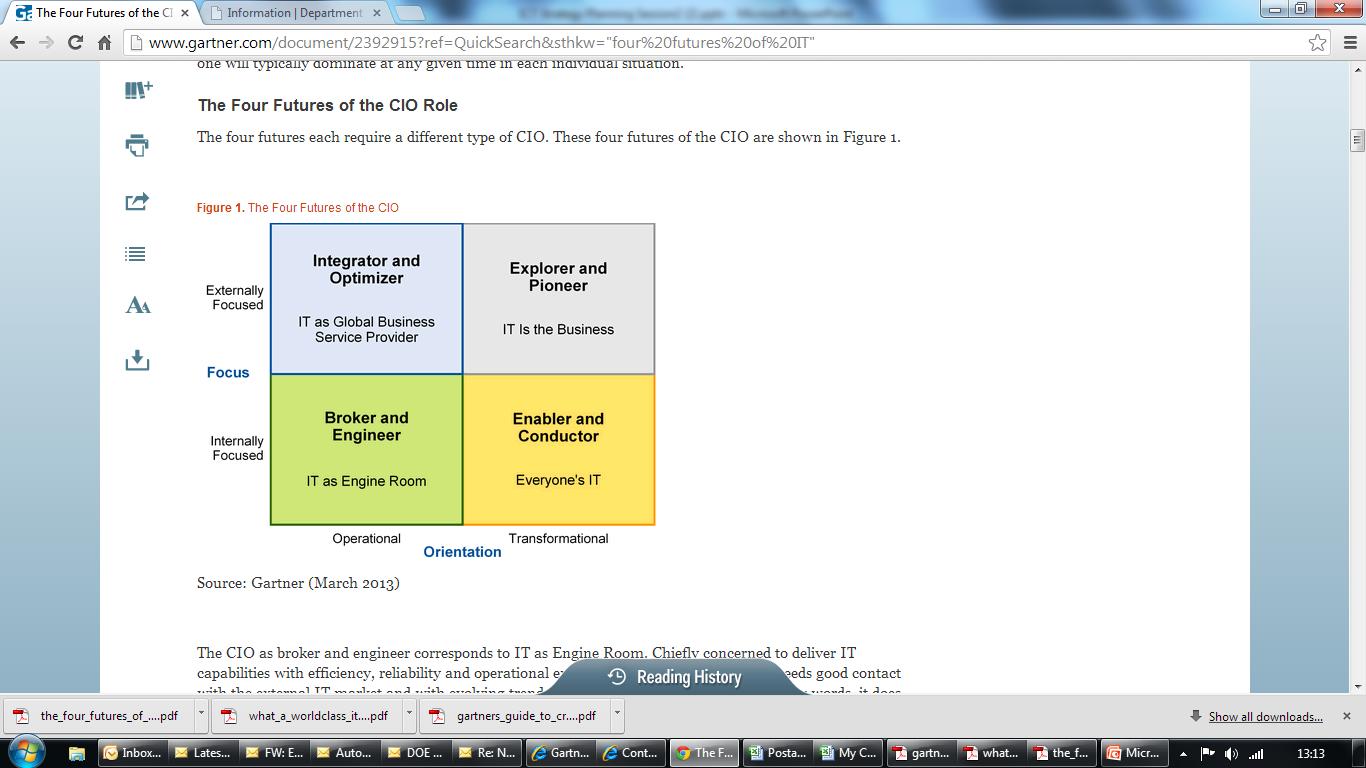 The Four Futures of the CI
Information | Department
www.gartner.com/document/2392915?ref=QuickSearch&sthkw="four%20futures%20of%20IT"
one will typically dominate at any given time in each individual situation.
The Four Futures of the CIO Role
The four futures each require a different type of CIO. These four futures of the CIO are shown in Figure 1.
Figure 1. The Four Futures of the CIO
Integrator and
Optimizer
IT as Global Business
Service Provider
Explorer and
Pioneer
IT Is the Business
Externally
Focused
Focus
Broker and
Engineer
IT as Engine Room
Enabler and
Conductor
Everyone's IT
Internally
Focused
Operational
Transformational
Orientation
Source: Gartner (March 2013)
The CIO as broker and engineer corresponds to IT as Engine Room. Chiefly concerned to deliver IT
capabilities with efficiency, reliability and operational eeds good contact
with the external IT market and with evolving words, it does
Reading History
the_four_futures_of_....pdf
what_a_worldclass_it....pdf
gartners_guide_to_cr....pdf
Show all downloads...
Inbox...
Lates...
FW: E...
Auto...
DOE ...
Re: N...
Gartn...
Cont...
The F...
Posta...
My C...
gartn...
what...
the_f...
Micr...
13:13